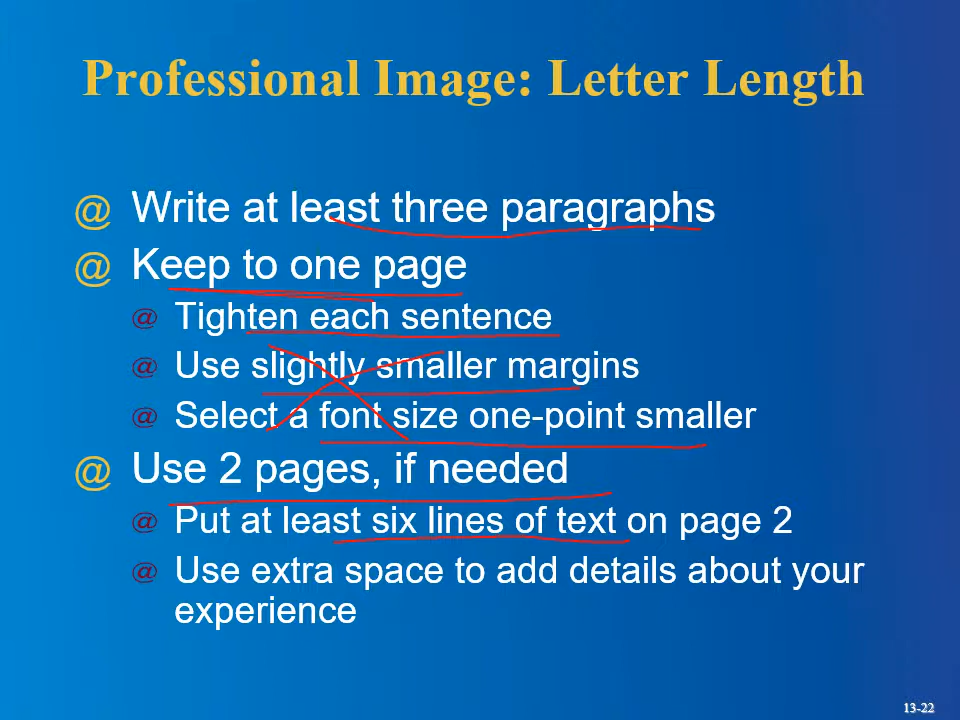 Professional Image: Letter Length
@ Write at least three paragraphs
@ Keep to one page
@ Tighten each sentence
@ Use slightly smaller margins
@ Select a font size one-point smaller
@ Use 2 pages, if needed
@ Put at least six lines of text on page 2
@ Use extra space to add details about your
experience
13-22